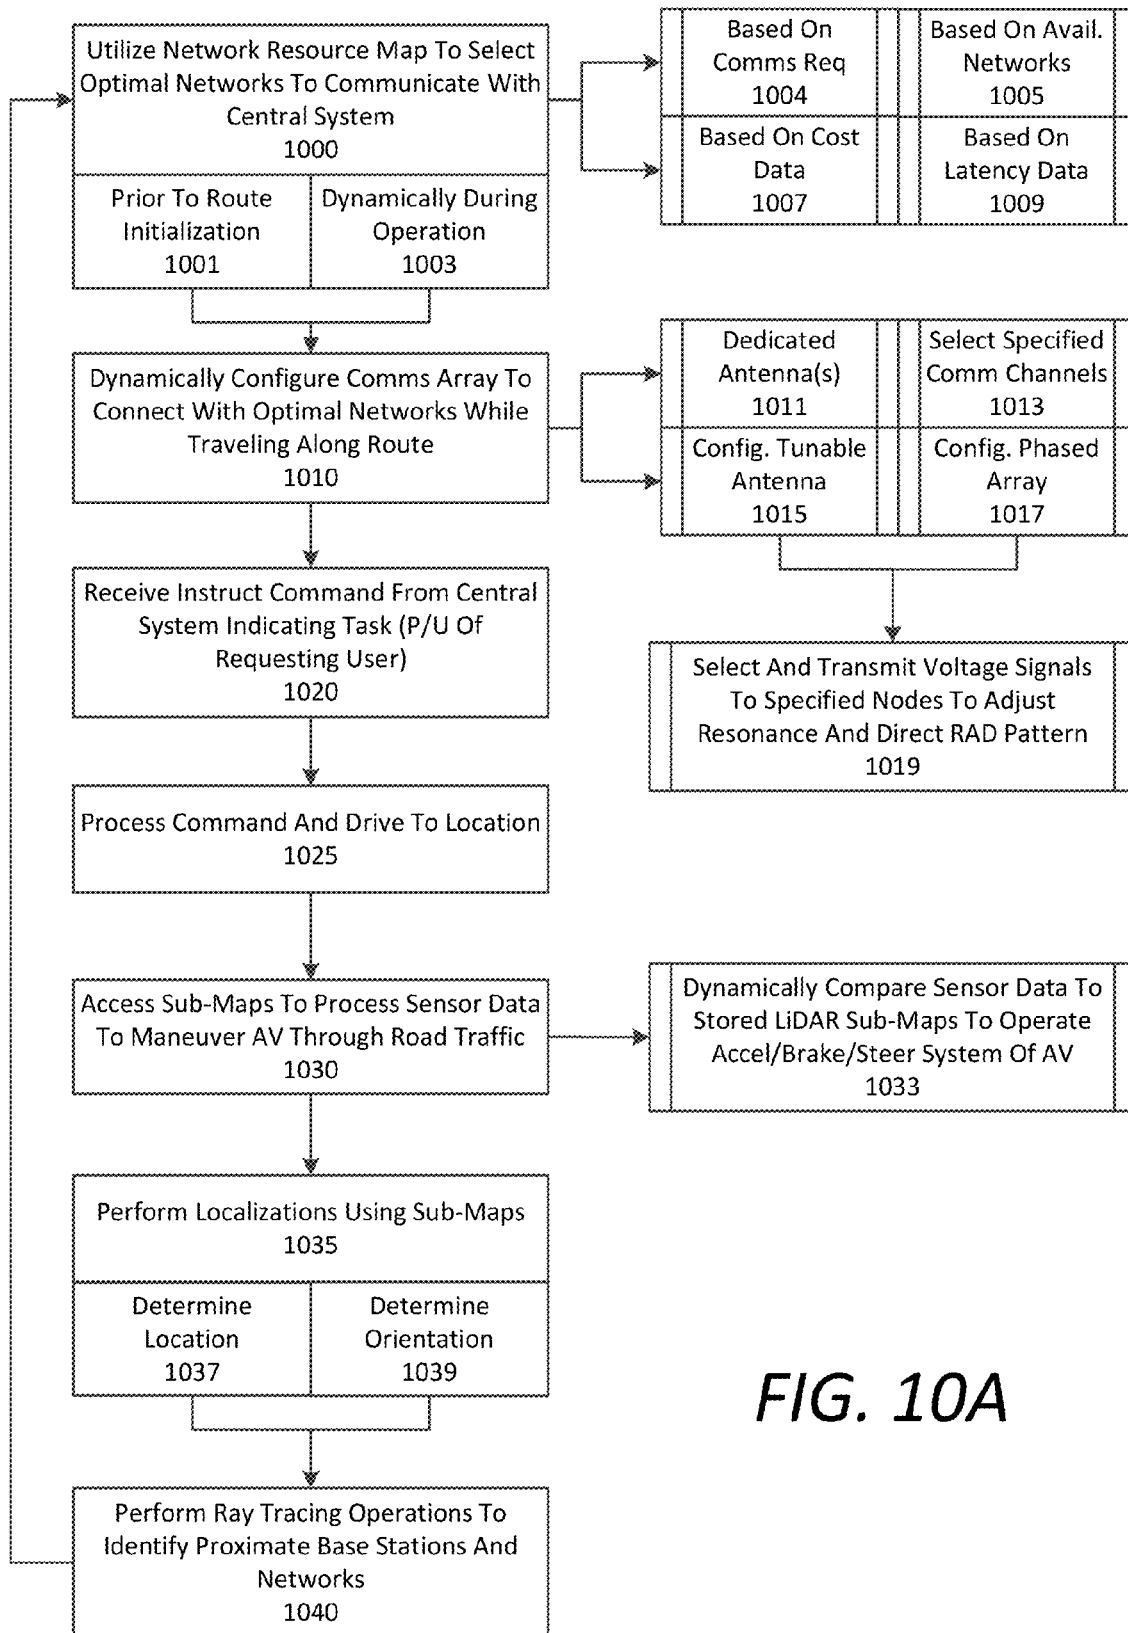 Utilize Network Resource Map To Select
Optimal Networks To Communicate With
Central System
1000
Prior To Route
Initialization
1001
Dynamically During
Operation
1003
Based On
Comms Req
1004
Based On Avail.
Networks
1005
Based On Cost
Data
1007
Based On
Latency Data
1009
Dynamically Configure Comms Array To
Connect With Optimal Networks While
Traveling Along Route
1010
Dedicated
Antenna(s)
1011
Select Specified
Comm Channels
1013
Config. Tunable
Antenna
1015
Config. Phased
Array
1017
Select And Transmit Voltage Signals
To Specified Nodes To Adjust
Resonance And Direct RAD Pattern
1019
Receive Instruct Command From Central
System Indicating Task (P/U Of
Requesting User)
1020
Process Command And Drive To Location
1025
Access Sub-Maps To Process Sensor Data
To Maneuver AV Through Road Traffic
1030
Dynamically Compare Sensor Data To
Stored LiDAR Sub-Maps To Operate
Accel/Brake/Steer System Of AV
1033
Perform Localizations Using Sub-Maps
1035
Determine
Location
1037
Determine
Orientation
1039
Perform Ray Tracing Operations To
Identify Proximate Base Stations And
Networks
1040
FIG. 10A